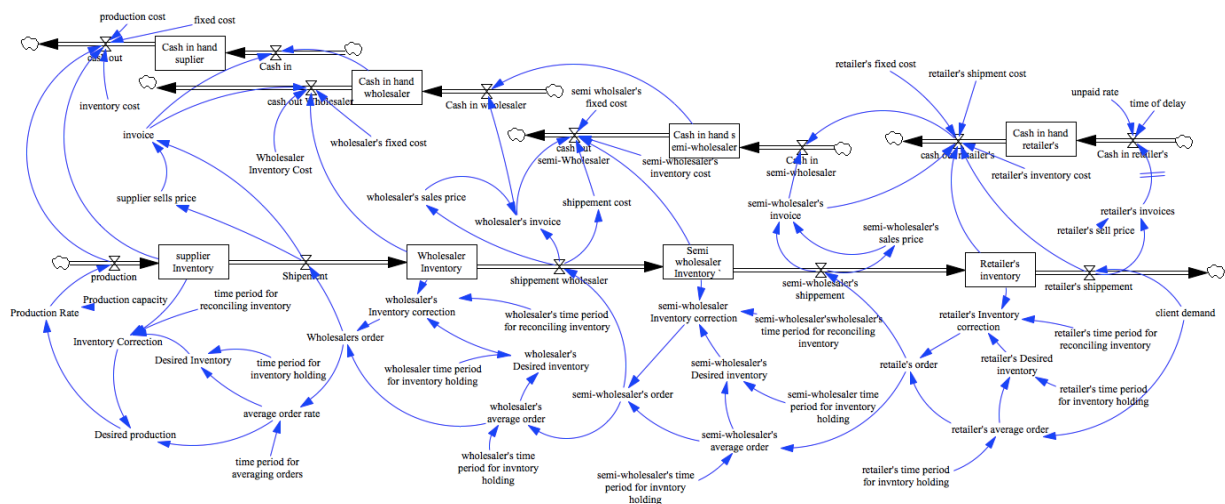 production cost
fixed cost
cash out
Cash in hand
suplier
Cash in
inventory cost
invoice
supplier sells price
Cash in hand
wholesaler
cash out Wholesaler
Cash in wholesaler
Wholesaler
Inventory Cost
wholesaler's fixed cost
semi wholesaler's
fixed cost
cash out
semi-Wholesaler
Cash in hand s
emi-wholesaler
Cash in
semi-wholesaler
semi-wholesaler's
inventory cost
wholesaler's
sales price
wholesaler's invoice
shippement cost
retailer's fixed cost
retailer's shipment cost
cash out retailer's
Cash in hand
retailer's
unpaid rate
time of delay
Cash in retailer's
retailer's inventory cost
semi-wholesaler's
invoice
semi-wholesaler's
sales price
retailer's invoices
retailer's sell price
production
supplier
Inventory
Shipement
Wholesaler
Inventory
shippement wholesaler
Semi
wholesaler
Inventory `
semi-wholesaler's
shippement
Retailer's
inventory
retailer's shippement
Production capacity
Production Rate
time period for
reconciling inventory
Inventory Correction
Desired Inventory
time period for
inventory holding
average order rate
Desired production
time period for
averaging orders
Wholesalers order
wholesaler's
Inventory correction
wholesaler's time period
for reconciling inventory
wholesaler time period
for inventory holding
wholesaler's
Desired inventory
wholesaler's
average order
wholesaler's time
period for invntory
holding
semi-wholesaler
Inventory correction
semi-wholesaler'swholesaler's
time period for reconciling
inventory
semi-wholesaler's
Desired inventory
semi-wholesaler's order
semi-wholesaler time
period for inventory
holding
semi-wholesaler's
average order
semi-wholesaler's time
period for invntory holding
retailer's Inventory
correction
retailer's time period for
reconciling inventory
client demand
retaile's order
retailer's Desired
inventory
retailer's time period
for inventory holding
retailer's average order
retailer's time period
for invntory holding